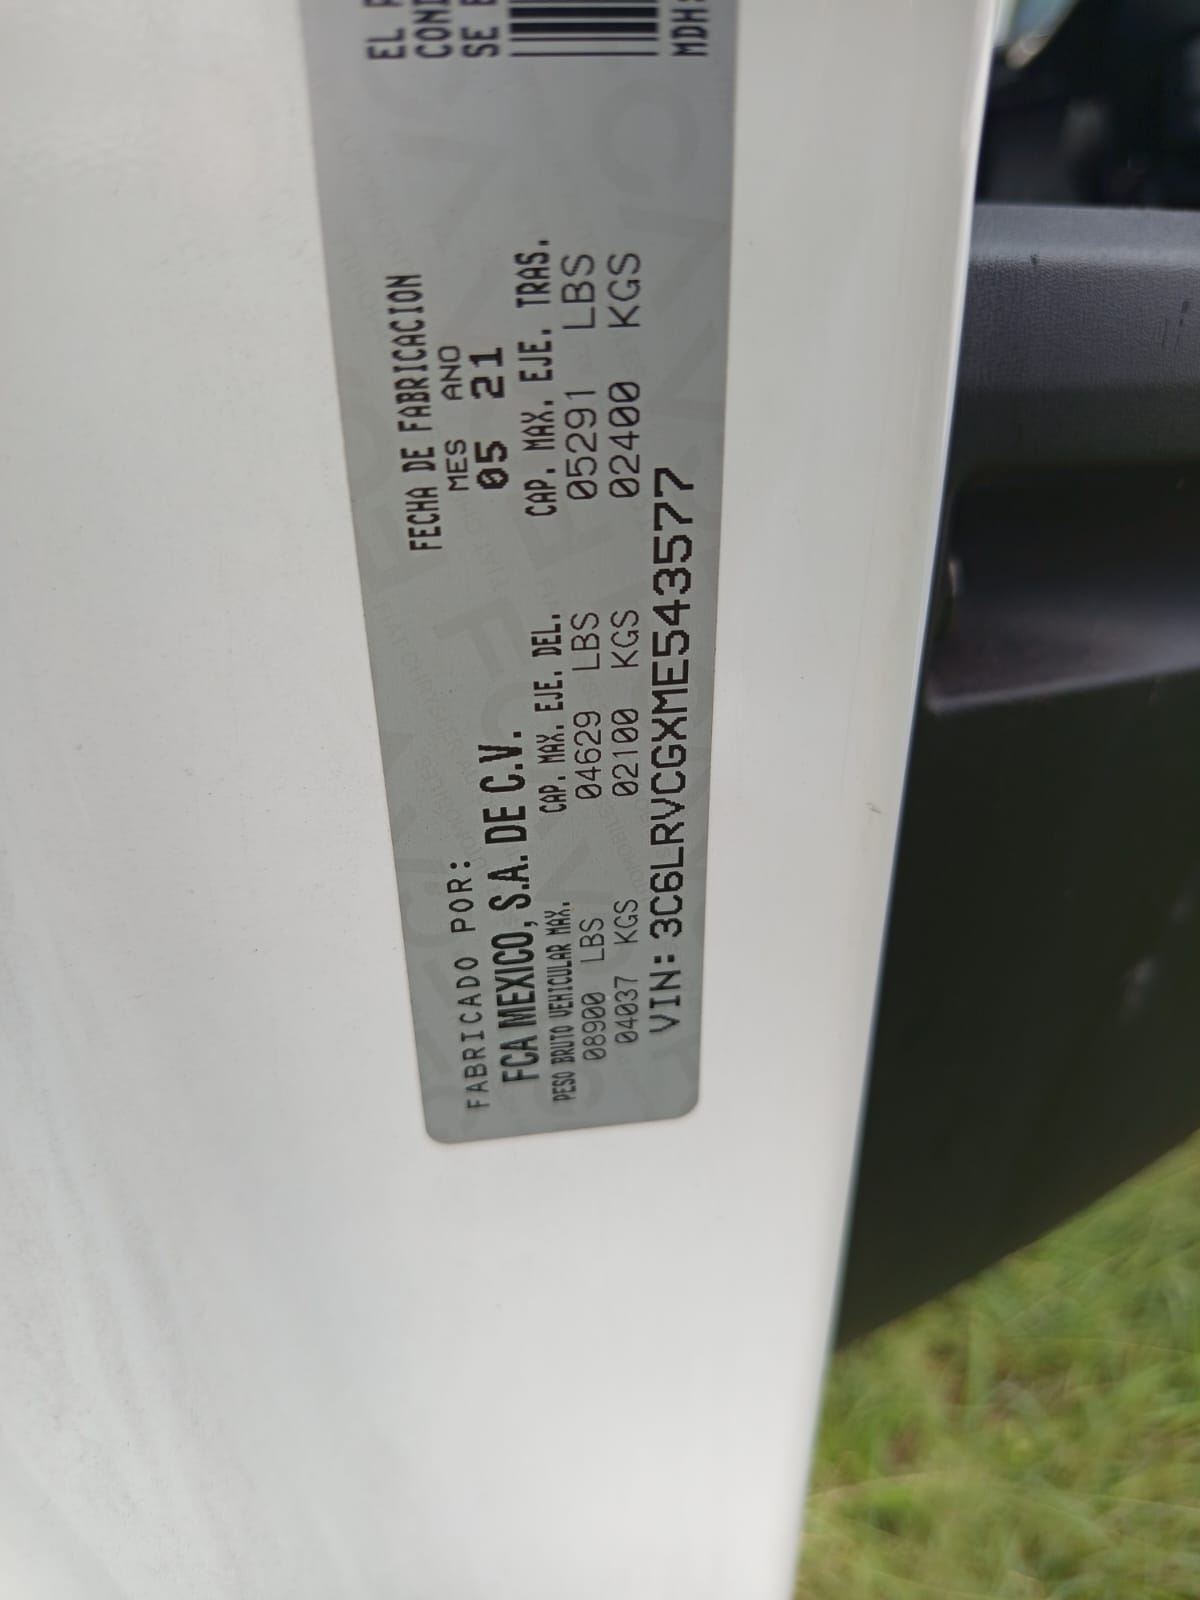 FABRICADO POR:
FCA MEXICO, S.A. DE C.V.
FECHA DE FABRICACION
MES ANO
05 21
PESO BRUTO VEHICULAR MAX.
08900 LBS
04037 KGS
CAP. MAX. EJE. DEL.
04629 LBS
02100 KGS
CAP. MAX. EJE. TRAS.
05291 LBS
02400 KGS
VIN: 3C6LRVCGXME543577
EL
SE